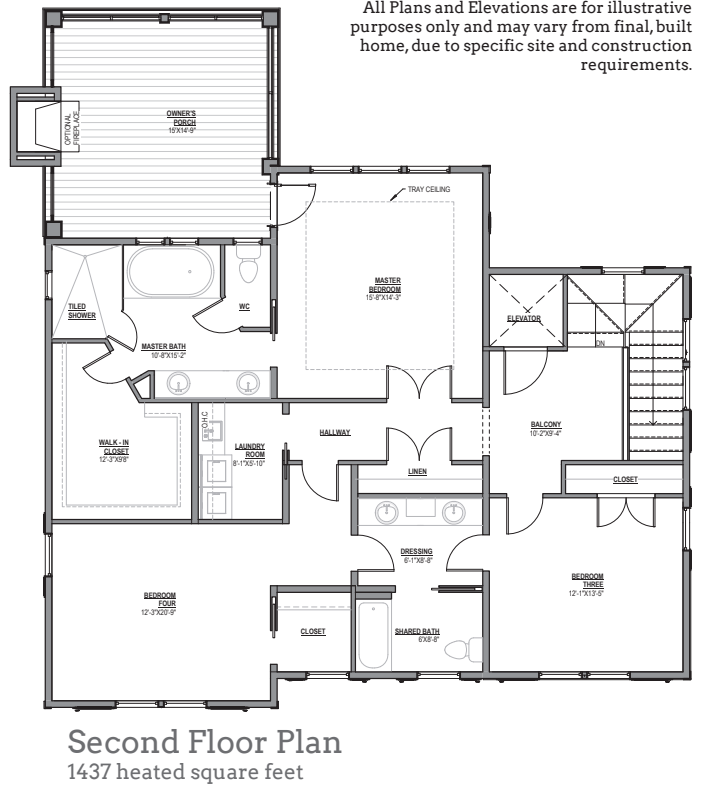 All Plans and Elevations are for illustrative
purposes only and may vary from final, built
home, due to specific site and construction
requirements.
OWNER'S
PORCH
15'X14'-9"
OPTIONAL
FIREPLACE
TRAY CEILING
MASTER
BEDROOM
15'-8"X14'-3"
TILED
SHOWER
WC
ELEVATOR
DN
MASTER BATH
10'-8"X15'-2"
O.H.C
HALLWAY
BALCONY
10'-2"X9'-4"
WALK - IN
CLOSET
12'-3"X9'8"
LAUNDRY
ROOM
8'-1"X5'-10"
LINEN
CLOSET
DRESSING
6'-1"X8'-8"
BEDROOM
THREE
12'-1"X13'-5"
BEDROOM
FOUR
12'-3"X20'-9"
CLOSET
SHARED BATH
6'X8'-8"
Second Floor Plan
1437 heated square feet